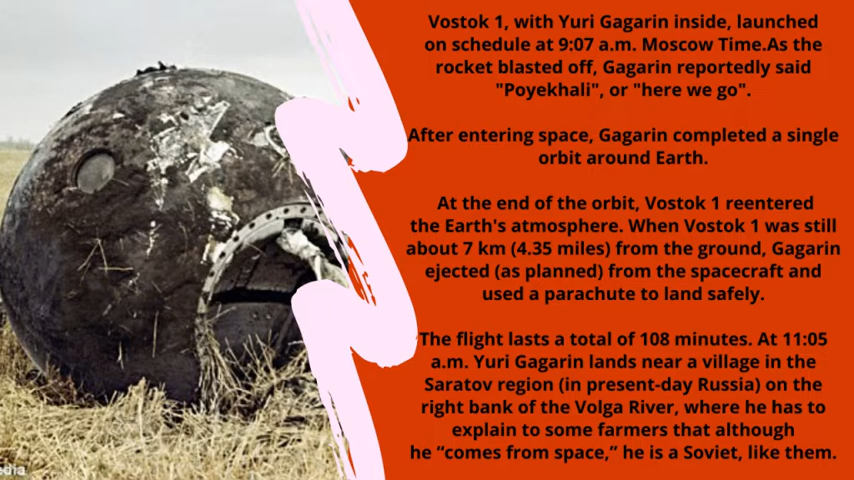 Vostok 1, with Yuri Gagarin inside, launched
on schedule at 9:07 a.m. Moscow Time.As the
rocket blasted off, Gagarin reportedly said
"Poyekhali", or "here we go".
After entering space, Gagarin completed a single
orbit around Earth.
At the end of the orbit, Vostok 1 reentered
the Earth's atmosphere. When Vostok 1 was still
about 7 km (4.35 miles) from the ground, Gagarin
ejected (as planned) from the spacecraft and
used a parachute to land safely.
The flight lasts a total of 108 minutes. At 11:05
a.m. Yuri Gagarin lands near a village in the
Saratov region (in present-day Russia) on the
right bank of the Volga River, where he has to
explain to some farmers that although
he “comes from space,” he is a Soviet, like them.